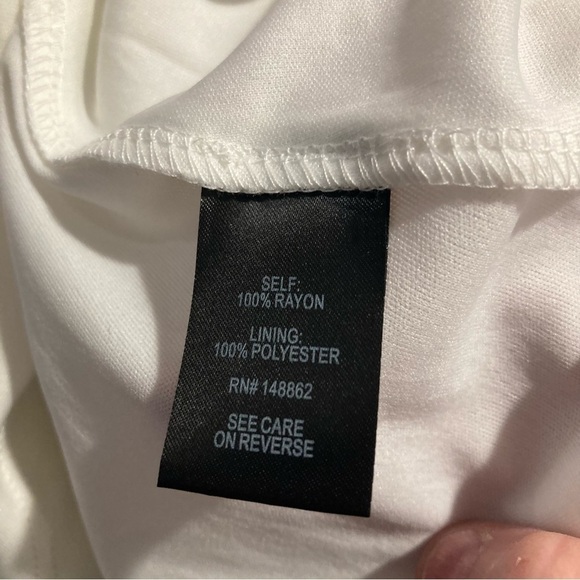 SELF:
100% RAYON
LINING:
100% POLYESTER
RN# 148862
SEE CARE
ON REVERSE